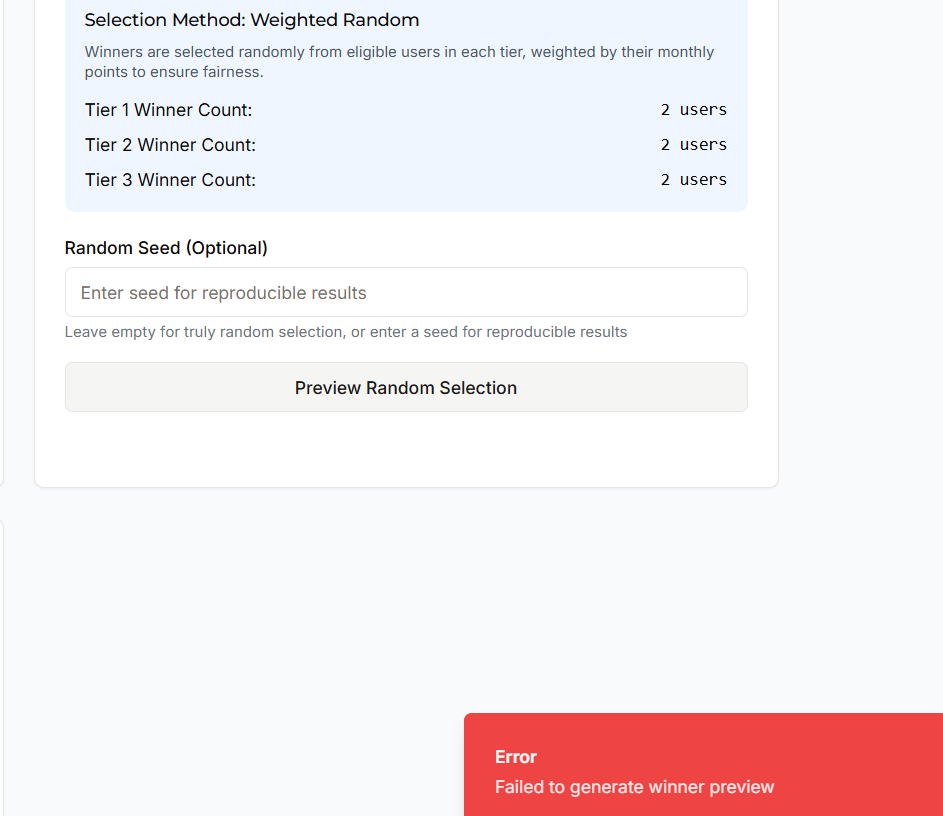 Selection Method: Weighted Random
Winners are selected randomly from eligible users in each tier, weighted by their monthly
points to ensure fairness.
Tier 1 Winner Count: 2 users
Tier 2 Winner Count: 2 users
Tier 3 Winner Count: 2 users
Random Seed (Optional)
Enter seed for reproducible results
Leave empty for truly random selection, or enter a seed for reproducible results
Preview Random Selection
Error
Failed to generate winner preview